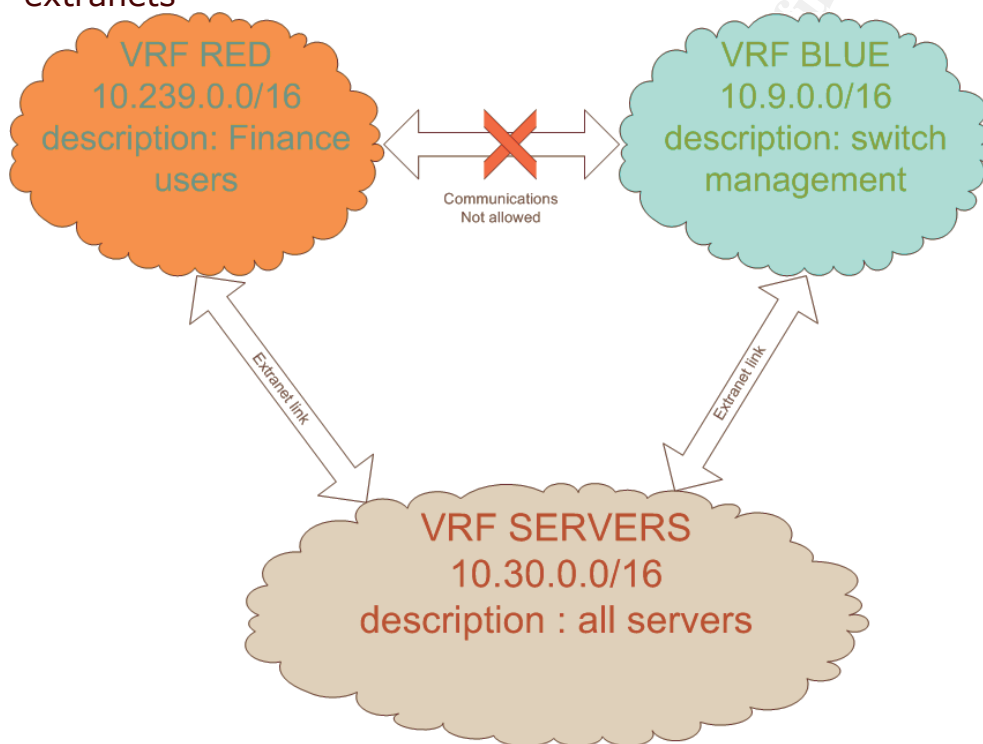 extranets
VRF RED
10.239.0.0/16
description: Finance
users
VRF BLUE
10.9.0.0/16
description: switch
management
Communications
Not allowed
Extranet link
Extranet link
VRF SERVERS
10.30.0.0/16
description : all servers